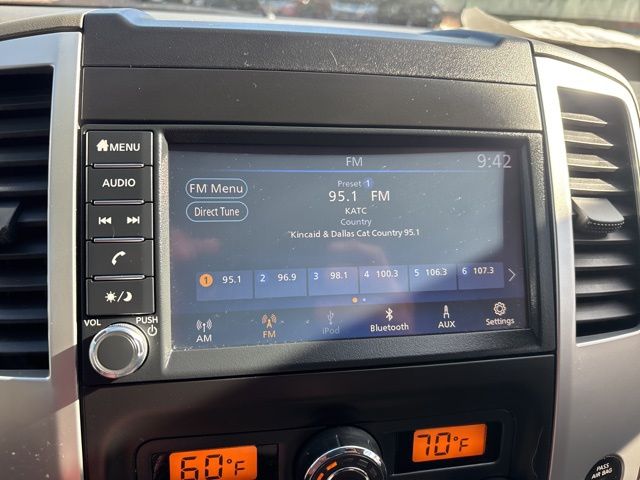 MENU
AUDIO
VOL
PUSH
FM
9:42
FM Menu
Direct Tune
Preset 1
95.1 FM
KATC
Country
"Kincaid & Dallas Cat Country 95.1
1 95.1
2 96.9
3 98.1
4 100.3
5 106.3
6 107.3
AM
FM
iPod
Bluetooth
AUX
Settings
60°F
70°F
PASS
AIR BAG